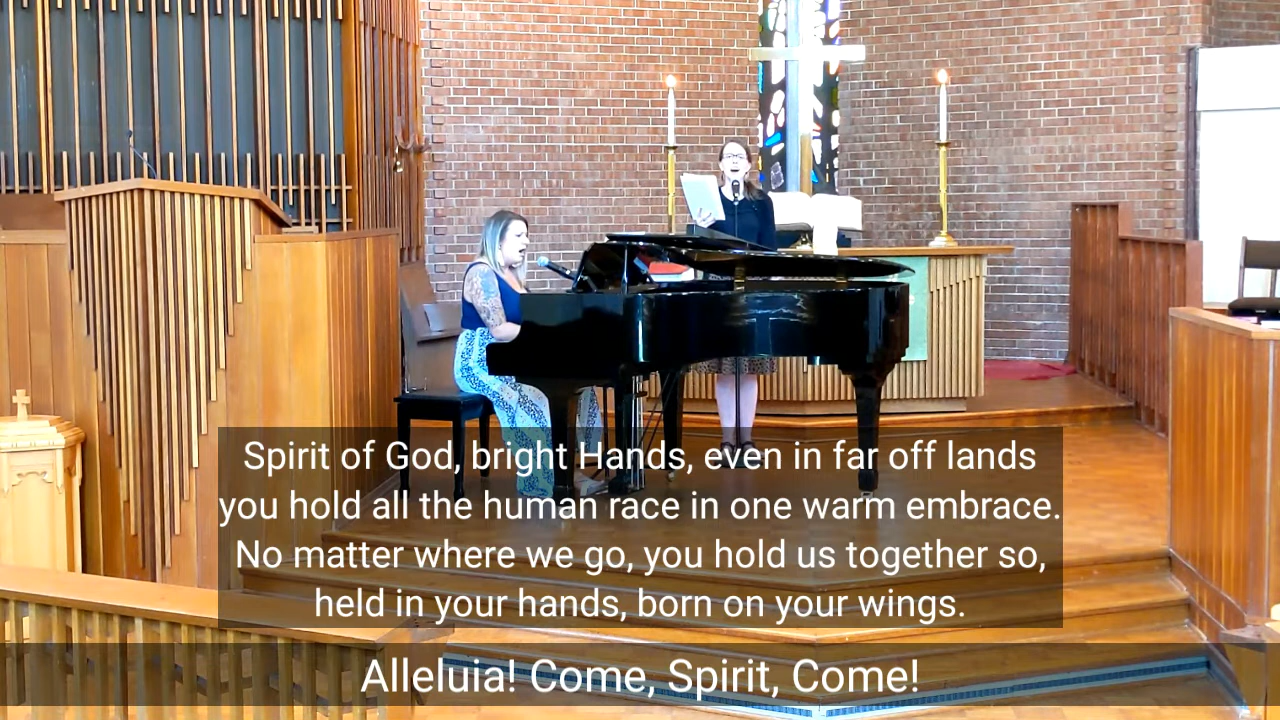 Spirit of God, bright Hands, even in far off lands
you hold all the human race in one warm embrace.
No matter where we go, you hold us together so,
held in your hands, born on your wings.
Alleluia! Come, Spirit, Come!